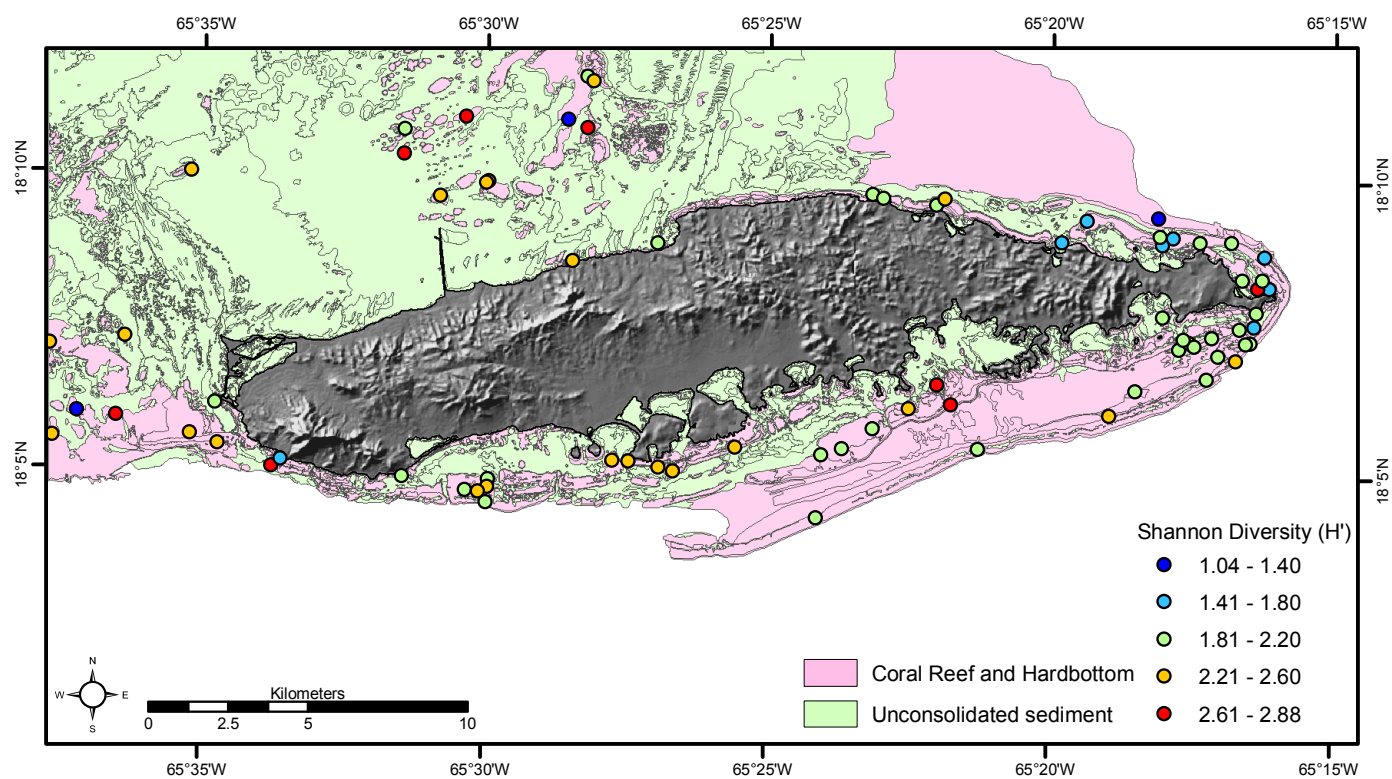 65°35'W 65°30'W 65°25'W 65°20'W 65°15'W
18°10'N 18°10'N
18°5'N 18°5'N
Shannon Diversity (H')
1.04 - 1.40
1.41 - 1.80
1.81 - 2.20
2.21 - 2.60
2.61 - 2.88
Coral Reef and Hardbottom
Unconsolidated sediment
N
W E
S
Kilometers
0 2.5 5 10
65°35'W 65°30'W 65°25'W 65°20'W 65°15'W